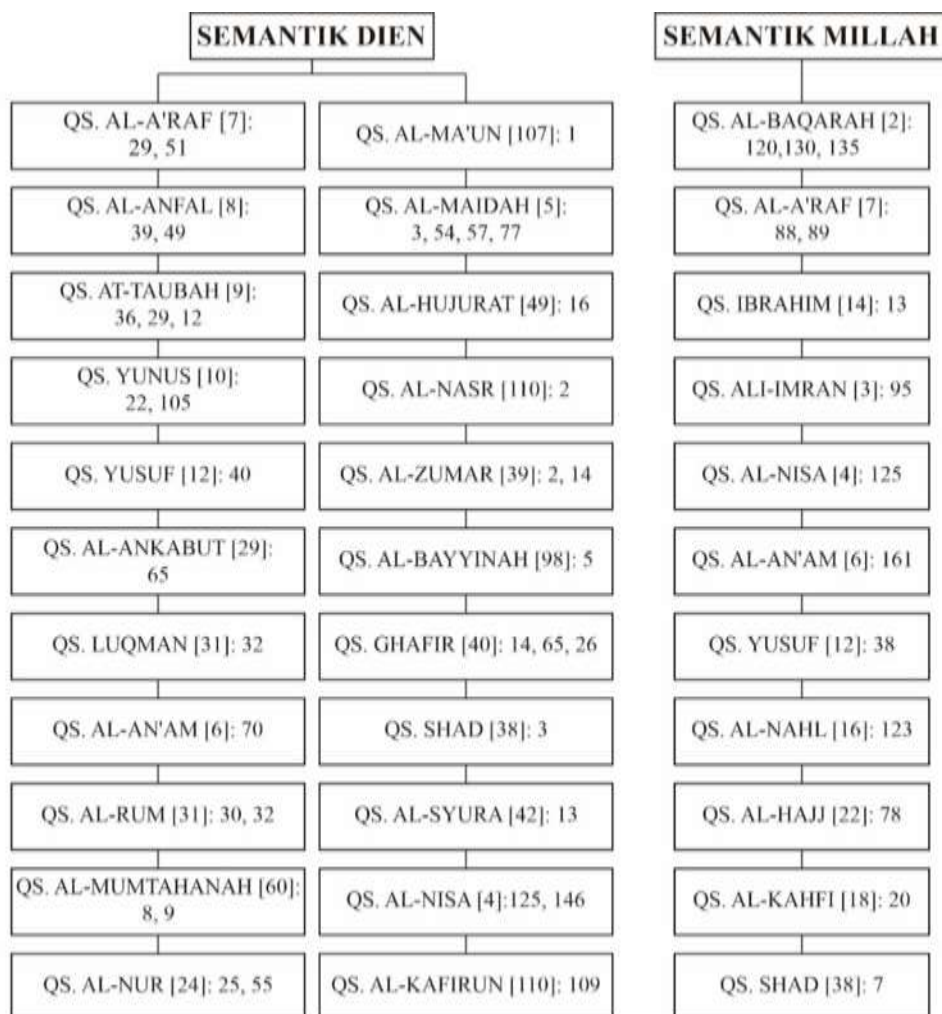 SEMANTIK DIEN
QS. AL-A'RAF [7]:
29, 51
QS. AL-ANFAL [8]:
39, 49
QS. AT-TAUBAH [9]:
36, 29, 12
QS. YUNUS [10]:
22, 105
QS. YUSUF [12]: 40
QS. AL-ANKABUT [29]:
65
QS. LUQMAN [31]: 32
QS. AL-AN'AM [6]: 70
QS. AL-RUM [31]: 30, 32
QS. AL-MUMTAHANAH [60]:
8, 9
QS. AL-NUR [24]: 25, 55
QS. AL-MA'UN [107]: 1
QS. AL-MAIDAH [5]:
3, 54, 57, 77
QS. AL-HUJURAT [49]: 16
QS. AL-NASR [110]: 2
QS. AL-ZUMAR [39]: 2, 14
QS. AL-BAYYINAH [98]: 5
QS. GHAFIR [40]: 14, 65, 26
QS. SHAD [38]: 3
QS. AL-SYURA [42]: 13
QS. AL-NISA [4]:125, 146
QS. AL-KAFIRUN [110]: 109
SEMANTIK MILLAH
QS. AL-BAQARAH [2]:
120,130, 135
QS. AL-A'RAF [7]:
88, 89
QS. IBRAHIM [14]: 13
QS. ALI-IMRAN [3]: 95
QS. AL-NISA [4]: 125
QS. AL-AN'AM [6]: 161
QS. YUSUF [12]: 38
QS. AL-NAHL [16]: 123
QS. AL-HAJJ [22]: 78
QS. AL-KAHFI [18]: 20
QS. SHAD [38]: 7